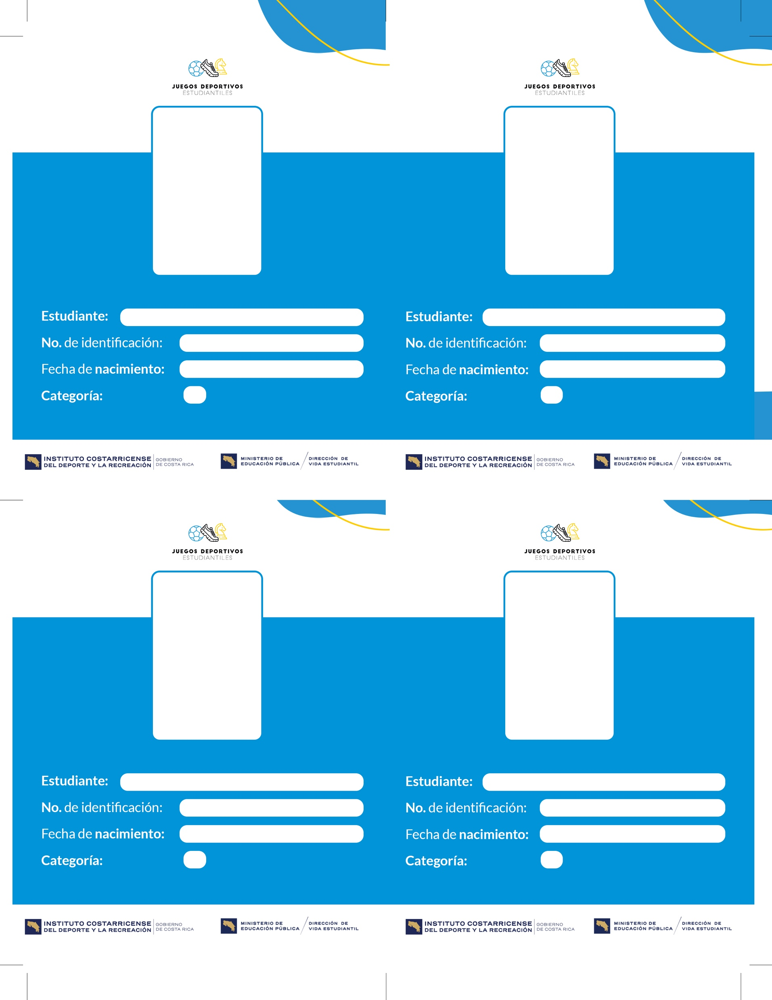 JUEGOS DEPORTIVOS
ESTUDIANTILES
Estudiante:
No. de identificación:
Fecha de nacimiento:
Categoría:
INSTITUTO COSTARRICENSE
DEL DEPORTE Y LA RECREACIÓN
GOBIERNO
DE COSTA RICA
MINISTERIO DE
EDUCACIÓN PÚBLICA
DIRECCIÓN DE
VIDA ESTUDIANTIL
JUEGOS DEPORTIVOS
ESTUDIANTILES
Estudiante:
No. de identificación:
Fecha de nacimiento:
Categoría:
INSTITUTO COSTARRICENSE
DEL DEPORTE Y LA RECREACIÓN
GOBIERNO
DE COSTA RICA
MINISTERIO DE
EDUCACIÓN PÚBLICA
DIRECCIÓN DE
VIDA ESTUDIANTIL
JUEGOS DEPORTIVOS
ESTUDIANTILES
Estudiante:
No. de identificación:
Fecha de nacimiento:
Categoría:
INSTITUTO COSTARRICENSE
DEL DEPORTE Y LA RECREACIÓN
GOBIERNO
DE COSTA RICA
MINISTERIO DE
EDUCACIÓN PÚBLICA
DIRECCIÓN DE
VIDA ESTUDIANTIL
JUEGOS DEPORTIVOS
ESTUDIANTILES
Estudiante:
No. de identificación:
Fecha de nacimiento:
Categoría:
INSTITUTO COSTARRICENSE
DEL DEPORTE Y LA RECREACIÓN
GOBIERNO
DE COSTA RICA
MINISTERIO DE
EDUCACIÓN PÚBLICA
DIRECCIÓN DE
VIDA ESTUDIANTIL